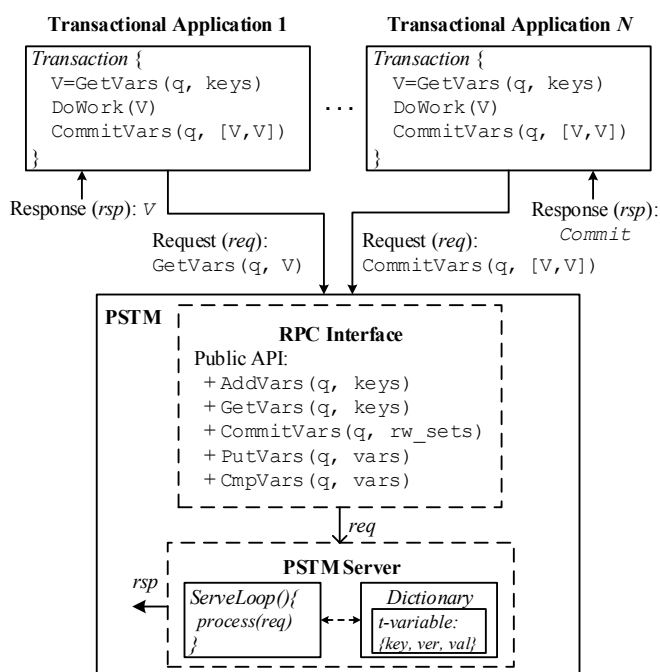 Transactional Application 1
Transaction {
V=GetVars(q, keys)
DoWork(V)
CommitVars(q, [V,V])
}
...
Transactional Application N
Transaction {
V=GetVars(q, keys)
DoWork(V)
CommitVars(q, [V,V])
}
Response (rsp): V
Request (req):
GetVars(q, V)
Request (req):
CommitVars(q, [V,V])
Response (rsp):
Commit
PSTM
RPC Interface
Public API:
+ AddVars(q, keys)
+ GetVars(q, keys)
+ CommitVars(q, rw_sets)
+ PutVars(q, vars)
+ CmpVars(q, vars)
req
PSTM Server
rsp
ServeLoop(){
process(req)
}
Dictionary
t-variable:
{key, ver, val}